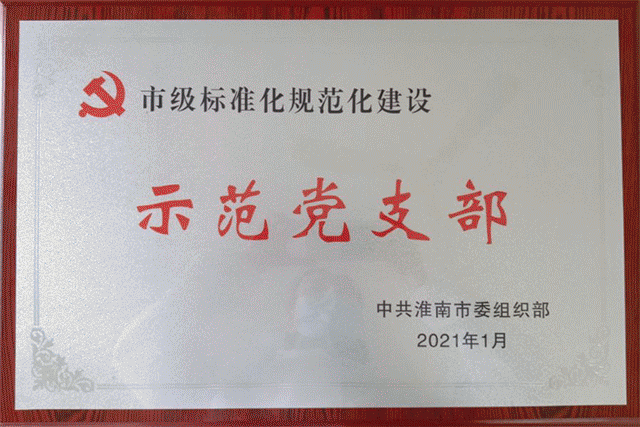 市级标准化规范化建设
示范党支部
中共淮南市委组织部
2021年1月